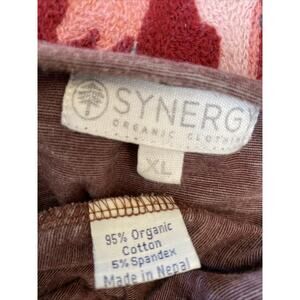 SYNERG
ORGANIC CLOTHIN
XL
95% Organic
Cotton
5% Spandex
Made in Nepal